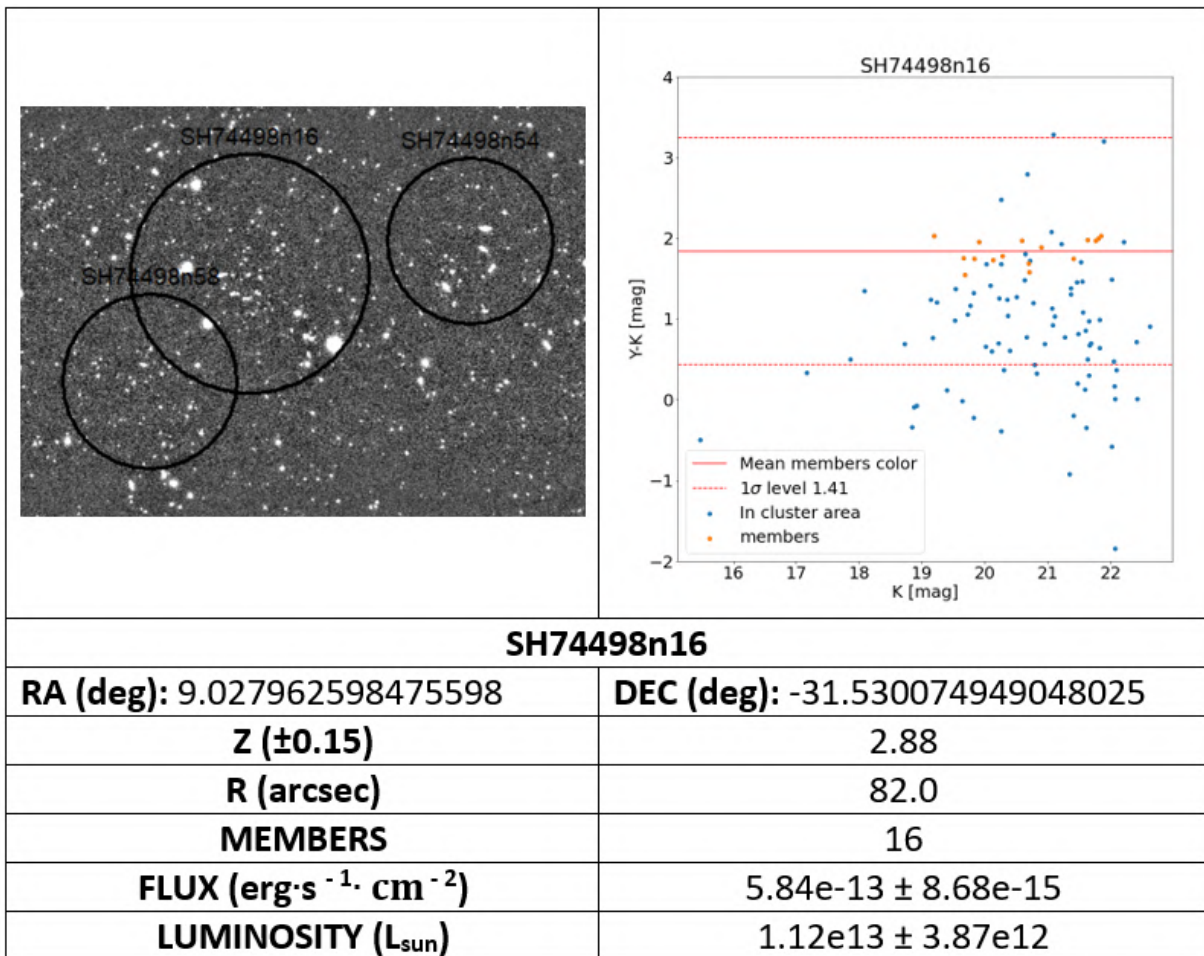 SH74498n16
SH74498n54
SH74498n58
SH74498n16
4
3
2
1
0
−1
−2
Y-K [mag]
Mean members color
1σ level 1.41
In cluster area
members
16 17 18 19 20 21 22
K [mag]
SH74498n16
RA (deg): 9.027962598475598 DEC (deg): -31.530074949048025
Z (±0.15) 2.88
R (arcsec) 82.0
MEMBERS 16
FLUX (erg·s⁻¹· cm⁻²) 5.84e-13 ± 8.68e-15
LUMINOSITY (Lsun) 1.12e13 ± 3.87e12